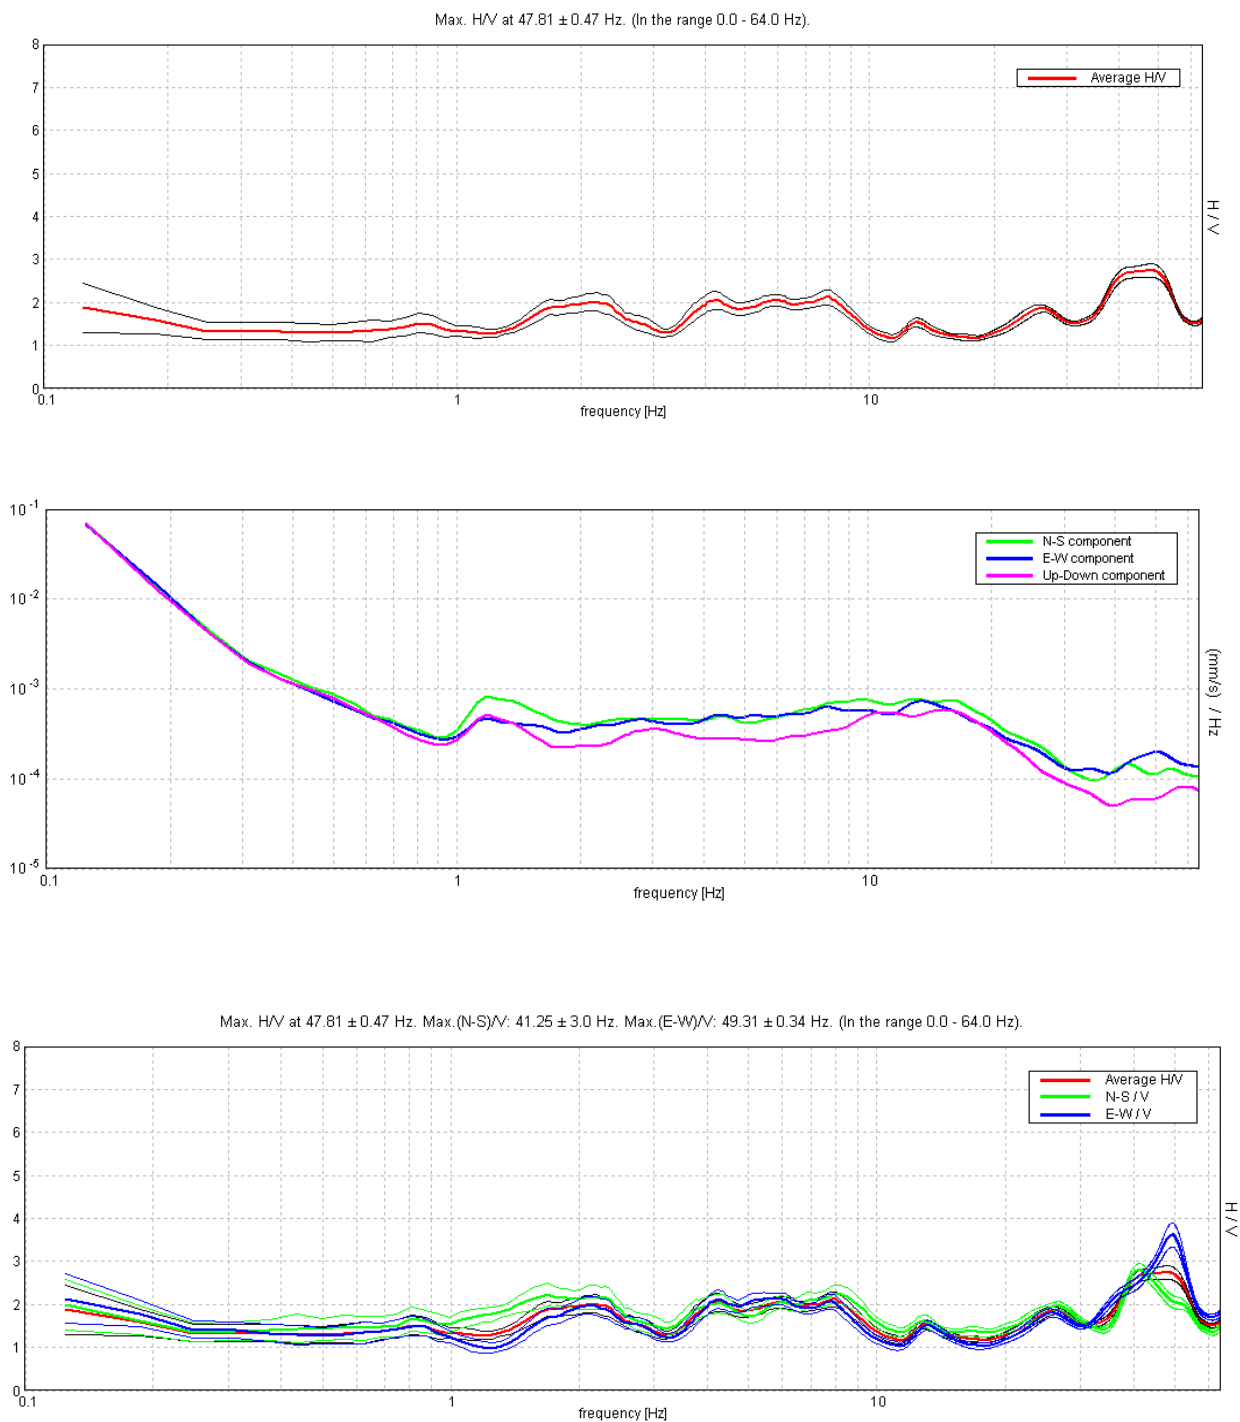 Max. H/V at 47.81 ± 0.47 Hz. (In the range 0.0 - 64.0 Hz).
8
Average H/V
7
6
5
4
H / V
3
2
1
0
0.1 1 10
frequency [Hz]
10^-1
N-S component
E-W component
Up-Down component
10^-2
10^-3
(mm/s) / Hz
10^-4
10^-5
0.1 1 10
frequency [Hz]
Max. H/V at 47.81 ± 0.47 Hz. Max.(N-S)/V: 41.25 ± 3.0 Hz. Max.(E-W)/V: 49.31 ± 0.34 Hz. (In the range 0.0 - 64.0 Hz).
8
Average H/V
7
N-S / V
E-W / V
6
5
4
H / V
3
2
1
0
0.1 1 10
frequency [Hz]